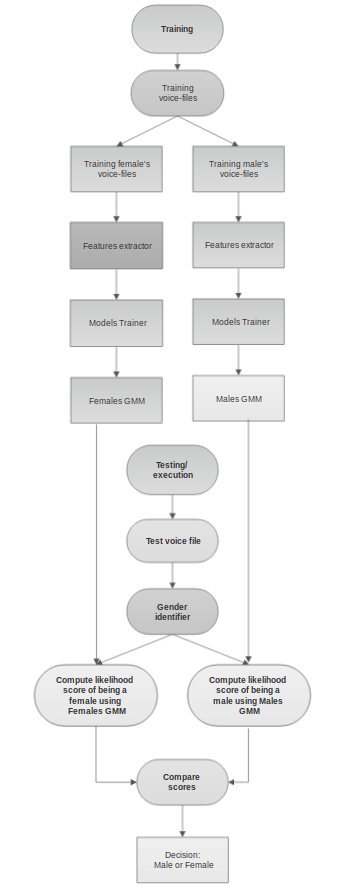 Training
Training
voice-files
Training female's
voice-files
Training male's
voice-files
Features extractor
Features extractor
Models Trainer
Models Trainer
Females GMM
Males GMM
Testing/
execution
Test voice file
Gender
identifier
Compute likelihood
score of being a
female using
Females GMM
Compute likelihood
score of being a
male using Males
GMM
Compare
scores
Decision:
Male or Female